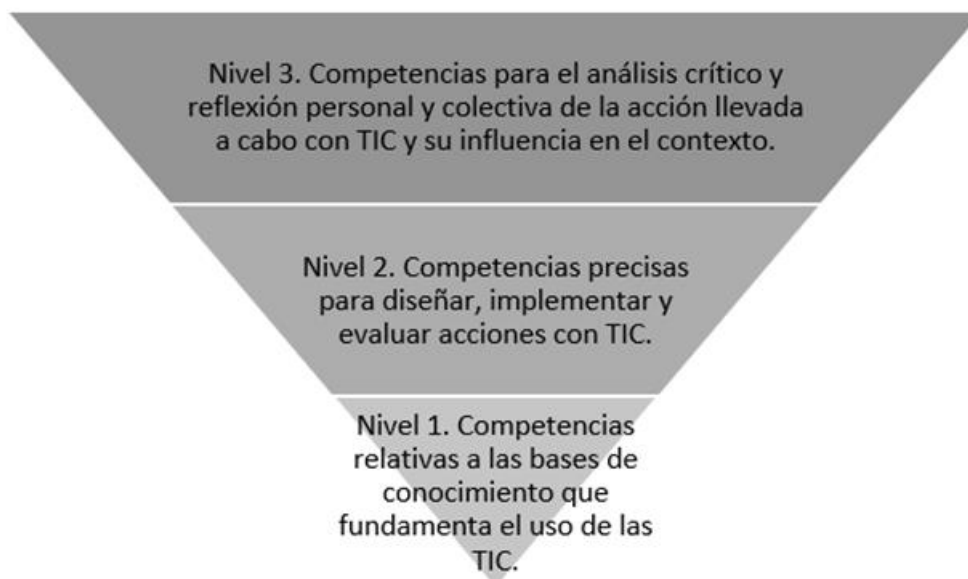 Nivel 3. Competencias para el análisis crítico y
reflexión personal y colectiva de la acción llevada
a cabo con TIC y su influencia en el contexto.
Nivel 2. Competencias precisas
para diseñar, implementar y
evaluar acciones con TIC.
Nivel 1. Competencias
relativas a las bases de
conocimiento que
fundamenta el uso de las
TIC.